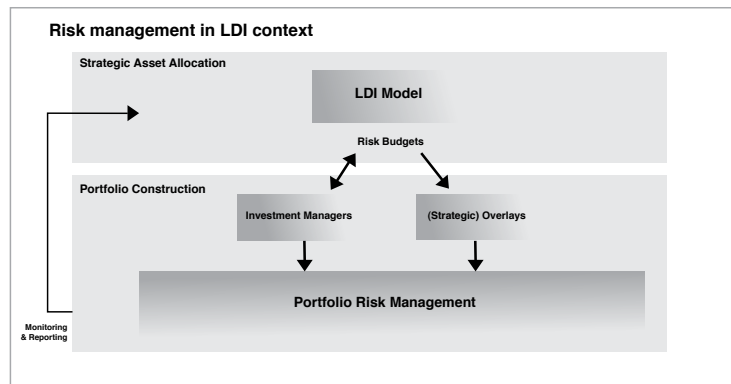 Risk management in LDI context
Strategic Asset Allocation
LDI Model
Risk Budgets
Portfolio Construction
Investment Managers
(Strategic) Overlays
Portfolio Risk Management
Monitoring
& Reporting